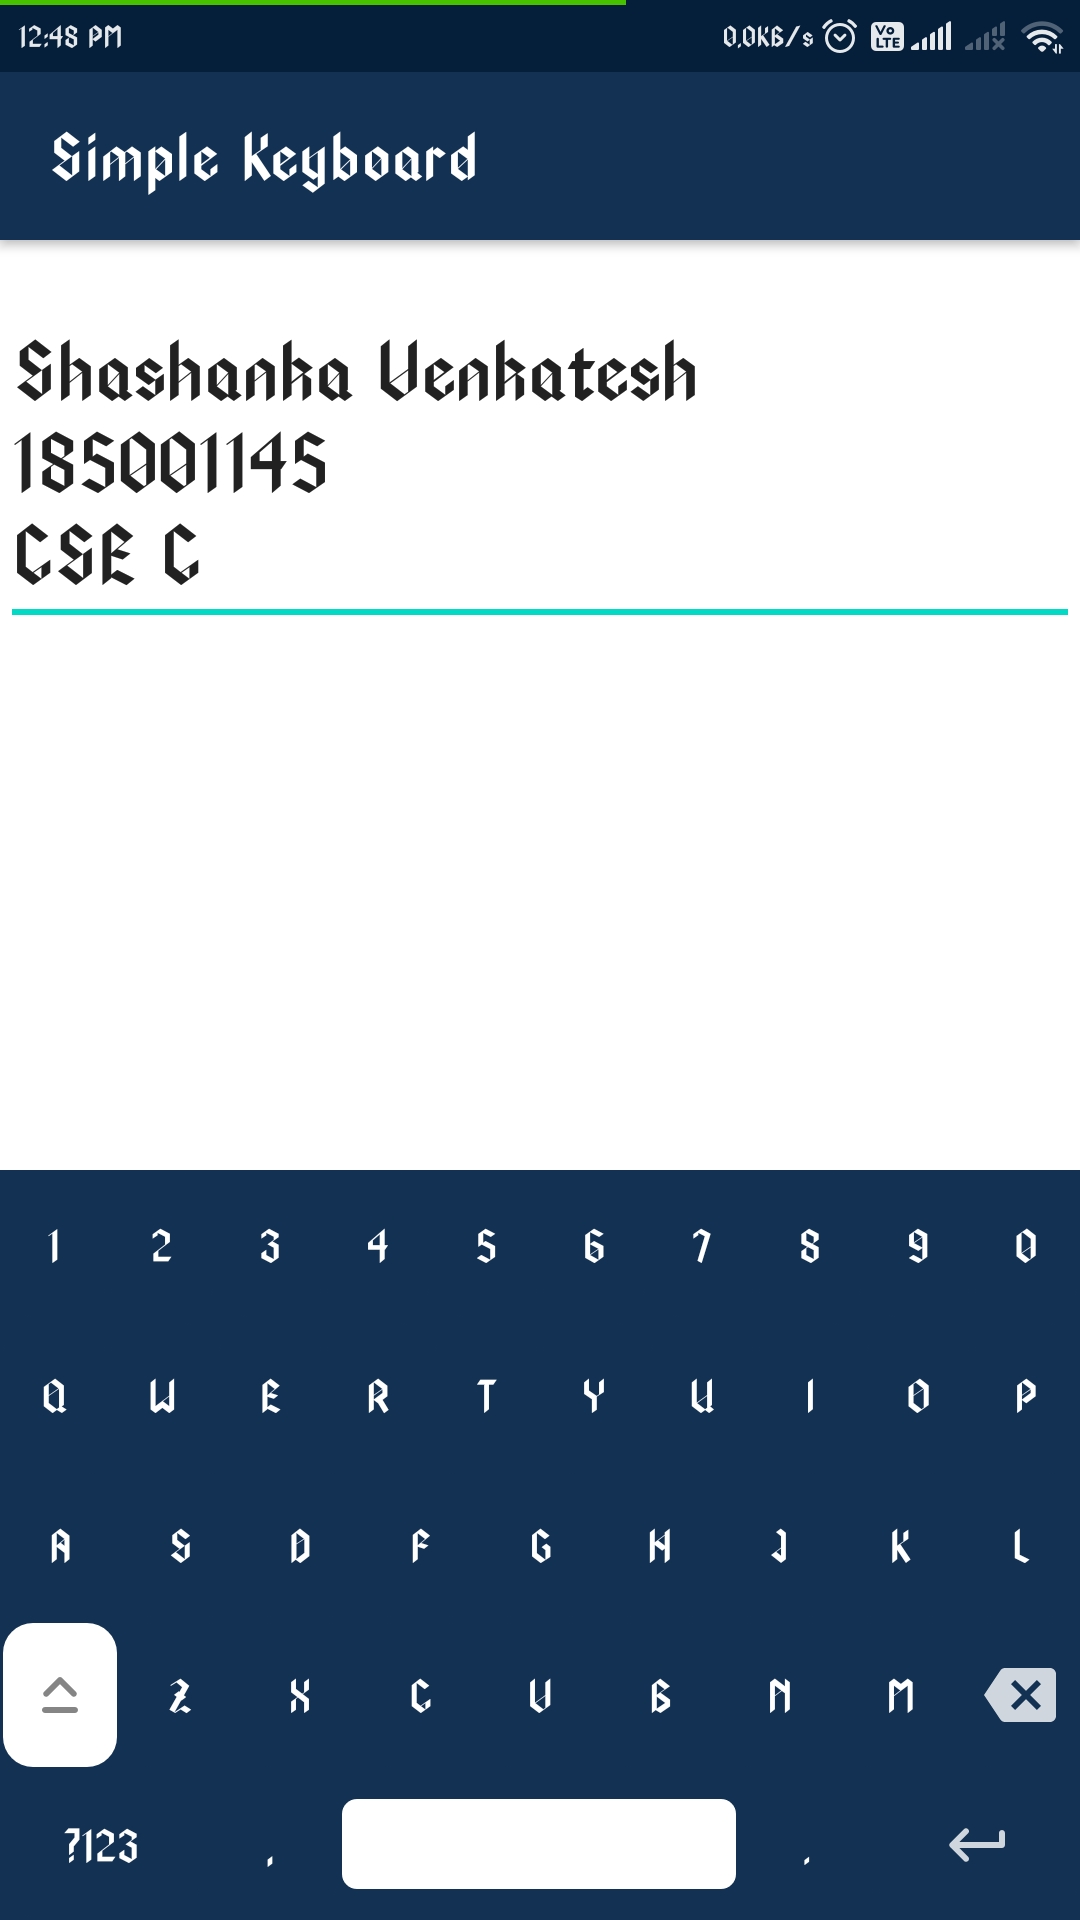 12:48 PM 0.0KB/s Vo LTE
Simple Keyboard
Shashanka Venkatesh
185001145
CSE C
1 2 3 4 5 6 7 8 9 0
Q W E R T Y U I O P
A S D F G H J K L
Z X C V B N M
?123 , .